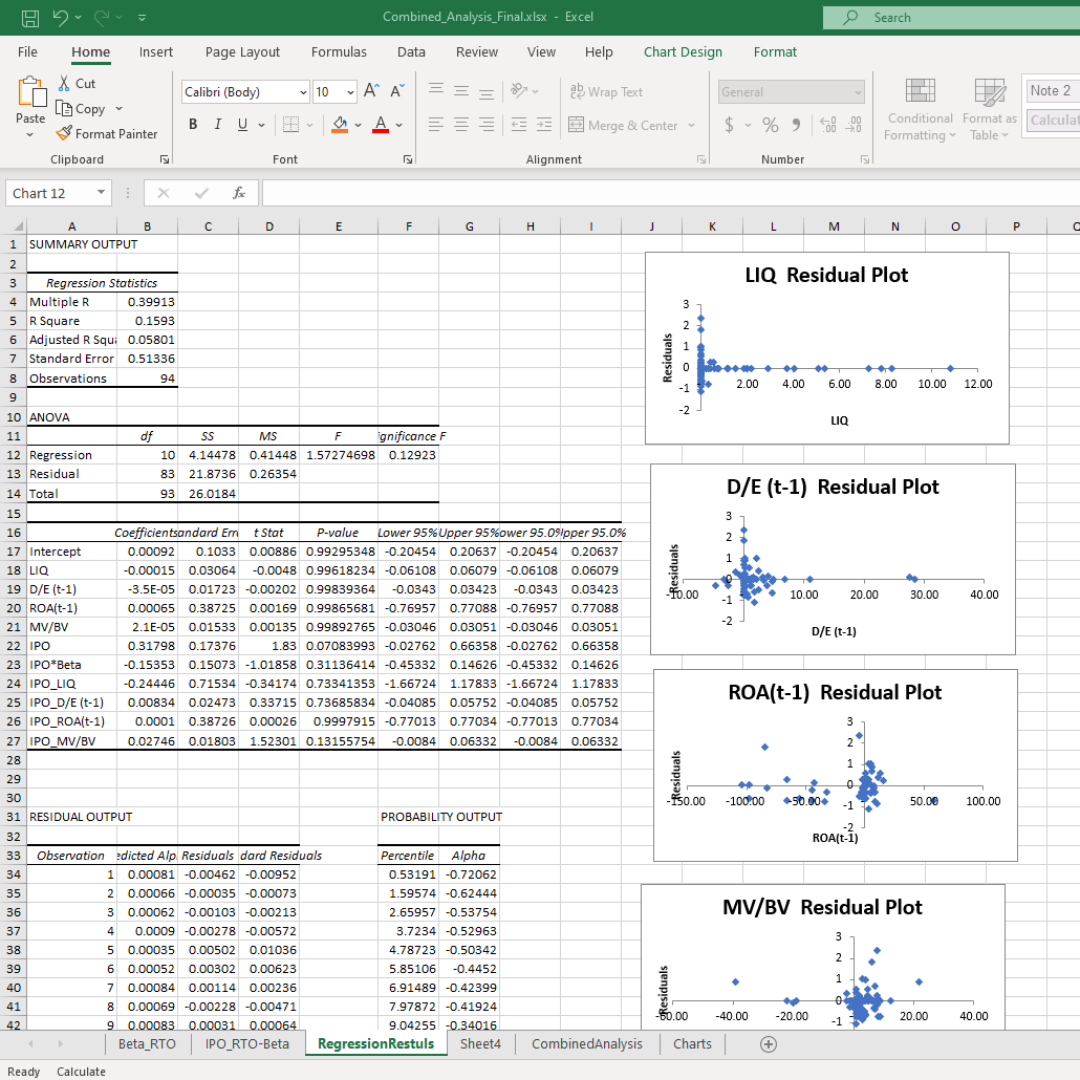 Combined_Analysis_Final.xlsx - Excel
Search
File Home Insert Page Layout Formulas Data Review View Help Chart Design Format
Cut
Copy
Format Painter
Paste
Calibri (Body) 10
B I U
Wrap Text
Merge & Center
General
$ % 9
Conditional Formatting
Format as Table
Note 2
Calculat
Clipboard Font Alignment Number
Chart 12 fx
A B C D E F G H I J K L M N O P Q
1 SUMMARY OUTPUT
2
3 Regression Statistics
4 Multiple R 0.39913
5 R Square 0.1593
6 Adjusted R Squ 0.05801
7 Standard Error 0.51336
8 Observations 94
9
10 ANOVA
11 df SS MS F ignificance F
12 Regression 10 4.14478 0.41448 1.57274698 0.12923
13 Residual 83 21.8736 0.26354
14 Total 93 26.0184
15
16 Coefficients andard Erro t Stat P-value Lower 95% Upper 95% ower 95.0% pper 95.0%
17 Intercept 0.00092 0.1033 0.00886 0.99295348 -0.20454 0.20637 -0.20454 0.20637
18 LIQ -0.00015 0.03064 -0.0048 0.99618234 -0.06108 0.06079 -0.06108 0.06079
19 D/E (t-1) -3.5E-05 0.01723 -0.00202 0.99839364 -0.0343 0.03423 -0.0343 0.03423
20 ROA(t-1) 0.00065 0.38725 0.00169 0.99865681 -0.76957 0.77088 -0.76957 0.77088
21 MV/BV 2.1E-05 0.01533 0.00135 0.99892765 -0.03046 0.03051 -0.03046 0.03051
22 IPO 0.31798 0.17376 1.83 0.07083993 -0.02762 0.66358 -0.02762 0.66358
23 IPO*Beta -0.15353 0.15073 -1.01858 0.31136414 -0.45332 0.14626 -0.45332 0.14626
24 IPO_LIQ -0.24446 0.71534 -0.34174 0.73341353 -1.66724 1.17833 -1.66724 1.17833
25 IPO_D/E (t-1) 0.00834 0.02473 0.33715 0.73685834 -0.04085 0.05752 -0.04085 0.05752
26 IPO_ROA(t-1) 0.0001 0.38726 0.00026 0.9997915 -0.77013 0.77034 -0.77013 0.77034
27 IPO_MV/BV 0.02746 0.01803 1.52301 0.13155754 -0.0084 0.06332 -0.0084 0.06332
28
29
30
31 RESIDUAL OUTPUT PROBABILITY OUTPUT
32
33 Observation edicted Alp Residuals dard Residuals Percentile Alpha
34 1 0.00081 -0.00462 -0.00952 0.53191 -0.72062
35 2 0.00066 -0.00035 -0.00073 1.59574 -0.62444
36 3 0.00062 -0.00103 -0.00213 2.65957 -0.53754
37 4 0.0009 -0.00278 -0.00572 3.7234 -0.52963
38 5 0.00035 0.00502 0.01036 4.78723 -0.50342
39 6 0.00052 0.00302 0.00623 5.85106 -0.4452
40 7 0.00084 0.00114 0.00236 6.91489 -0.42399
41 8 0.00069 -0.00228 -0.00471 7.97872 -0.41924
42 9 0.00083 0.00031 0.00064 9.04255 -0.34016
LIQ Residual Plot
Residuals
3
2
1
0
-1
-2
2.00 4.00 6.00 8.00 10.00 12.00
LIQ
D/E (t-1) Residual Plot
Residuals
3
2
1
0
-1
-2
-10.00 10.00 20.00 30.00 40.00
D/E (t-1)
ROA(t-1) Residual Plot
Residuals
3
2
1
0
-1
-2
-150.00 -100.00 -50.00 50.00 100.00
ROA(t-1)
MV/BV Residual Plot
Residuals
3
2
1
0
-1
-40.00 -20.00 20.00 40.00
Beta_RTO IPO_RTO-Beta RegressionRestuls Sheet4 CombinedAnalysis Charts
Ready Calculate